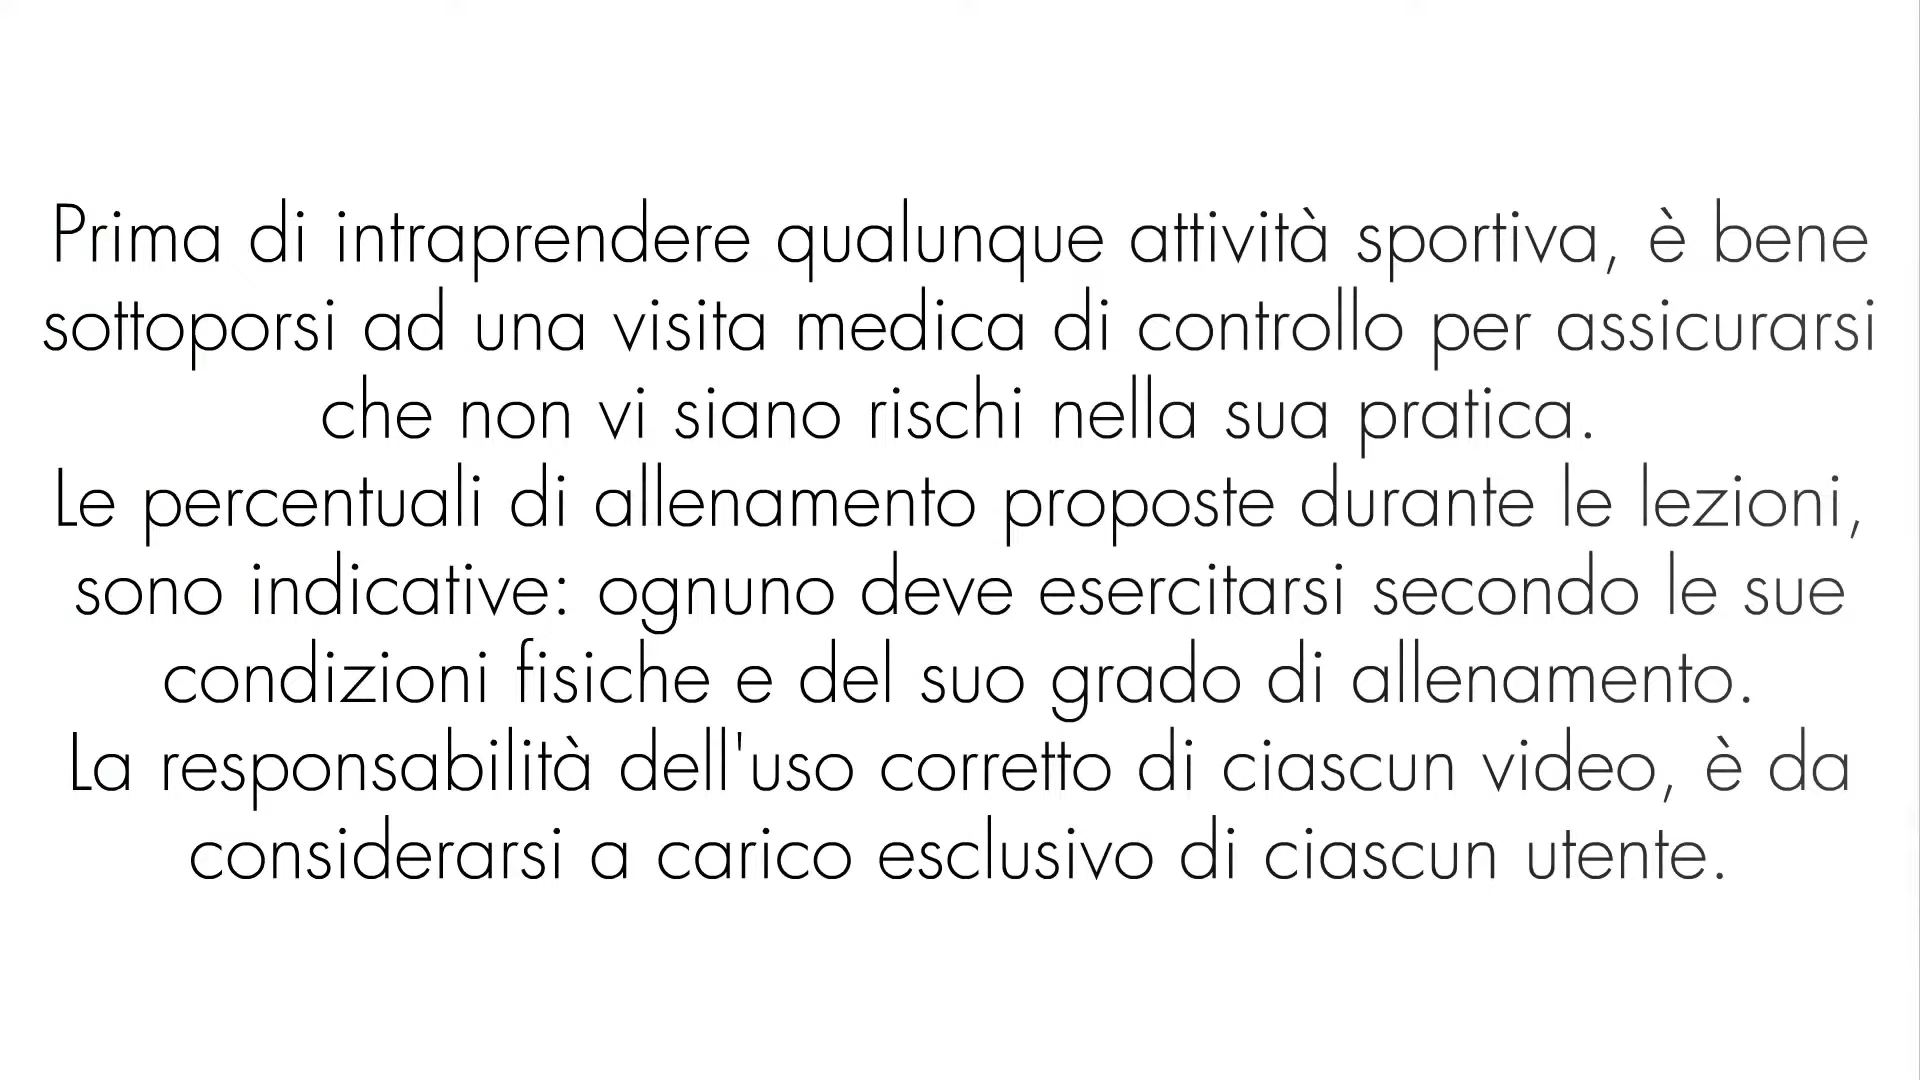 Prima di intraprendere qualunque attività sportiva, è bene
sottoporsi ad una visita medica di controllo per assicurarsi
che non vi siano rischi nella sua pratica.
Le percentuali di allenamento proposte durante le lezioni,
sono indicative: ognuno deve esercitarsi secondo le sue
condizioni fisiche e del suo grado di allenamento.
La responsabilità dell'uso corretto di ciascun video, è da
considerarsi a carico esclusivo di ciascun utente.